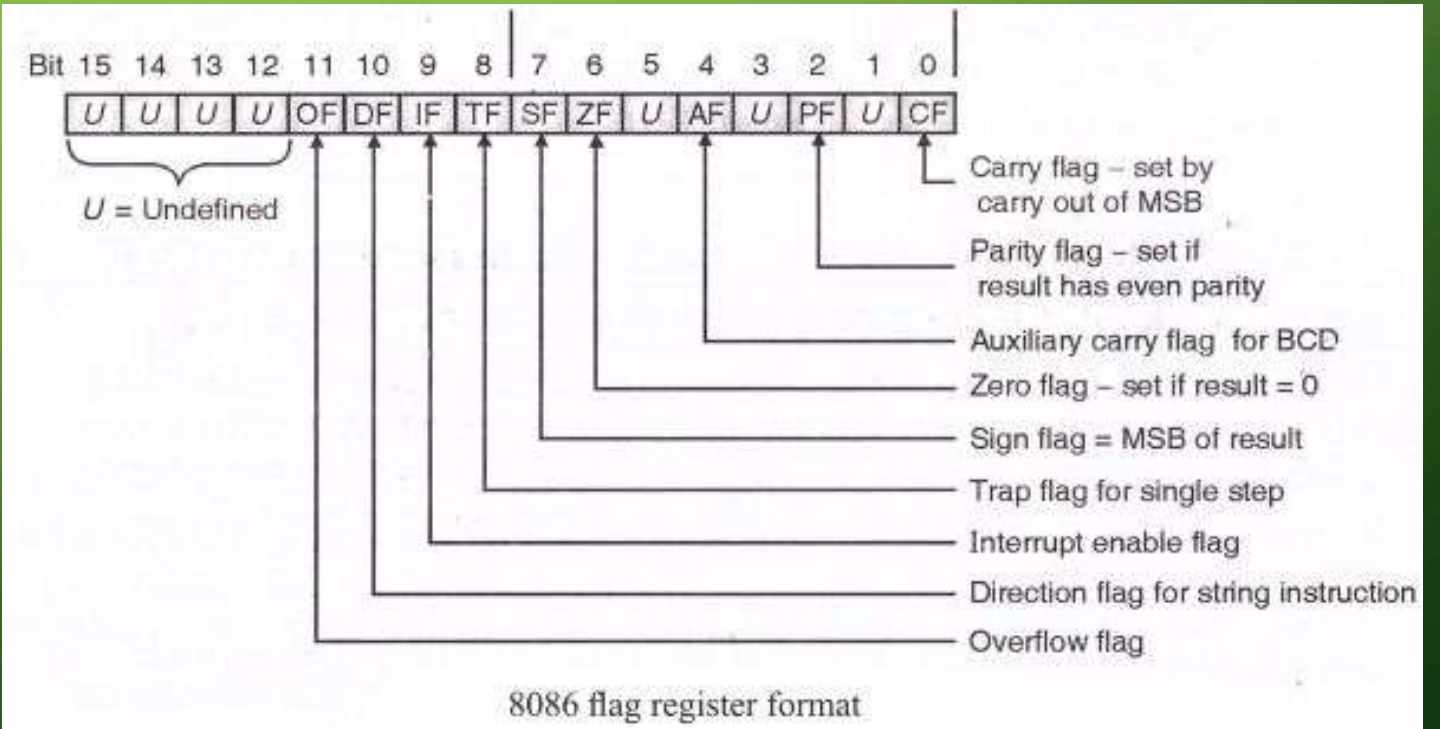 Bit 15 14 13 12 11 10 9 8 7 6 5 4 3 2 1 0
U U U U OF DF IF TF SF ZF U AF U PF U CF
U = Undefined
Carry flag – set by
carry out of MSB
Parity flag – set if
result has even parity
Auxiliary carry flag for BCD
Zero flag – set if result = 0
Sign flag = MSB of result
Trap flag for single step
Interrupt enable flag
Direction flag for string instruction
Overflow flag
8086 flag register format